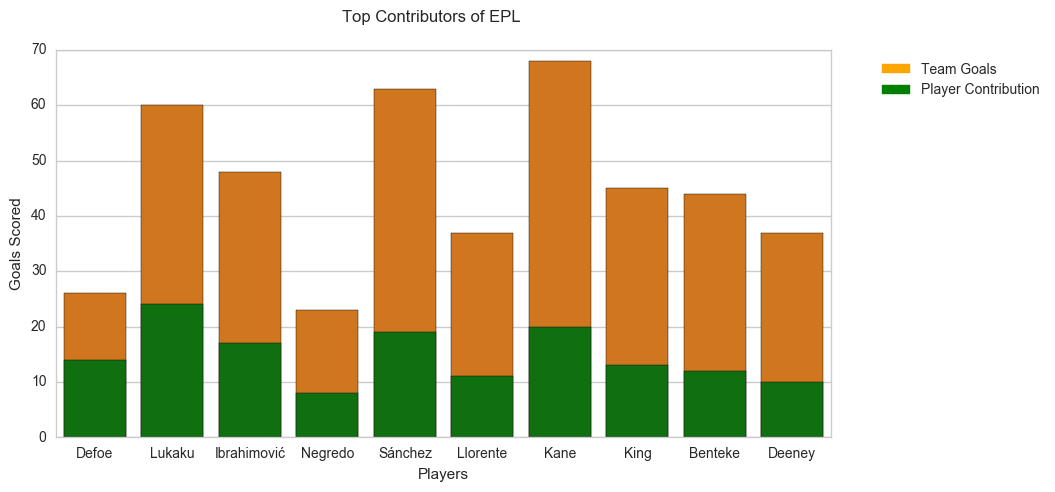 Top Contributors of EPL
Team Goals
Player Contribution
Goals Scored
70
60
50
40
30
20
10
0
Defoe Lukaku Ibrahimović Negredo Sánchez Llorente Kane King Benteke Deeney
Players